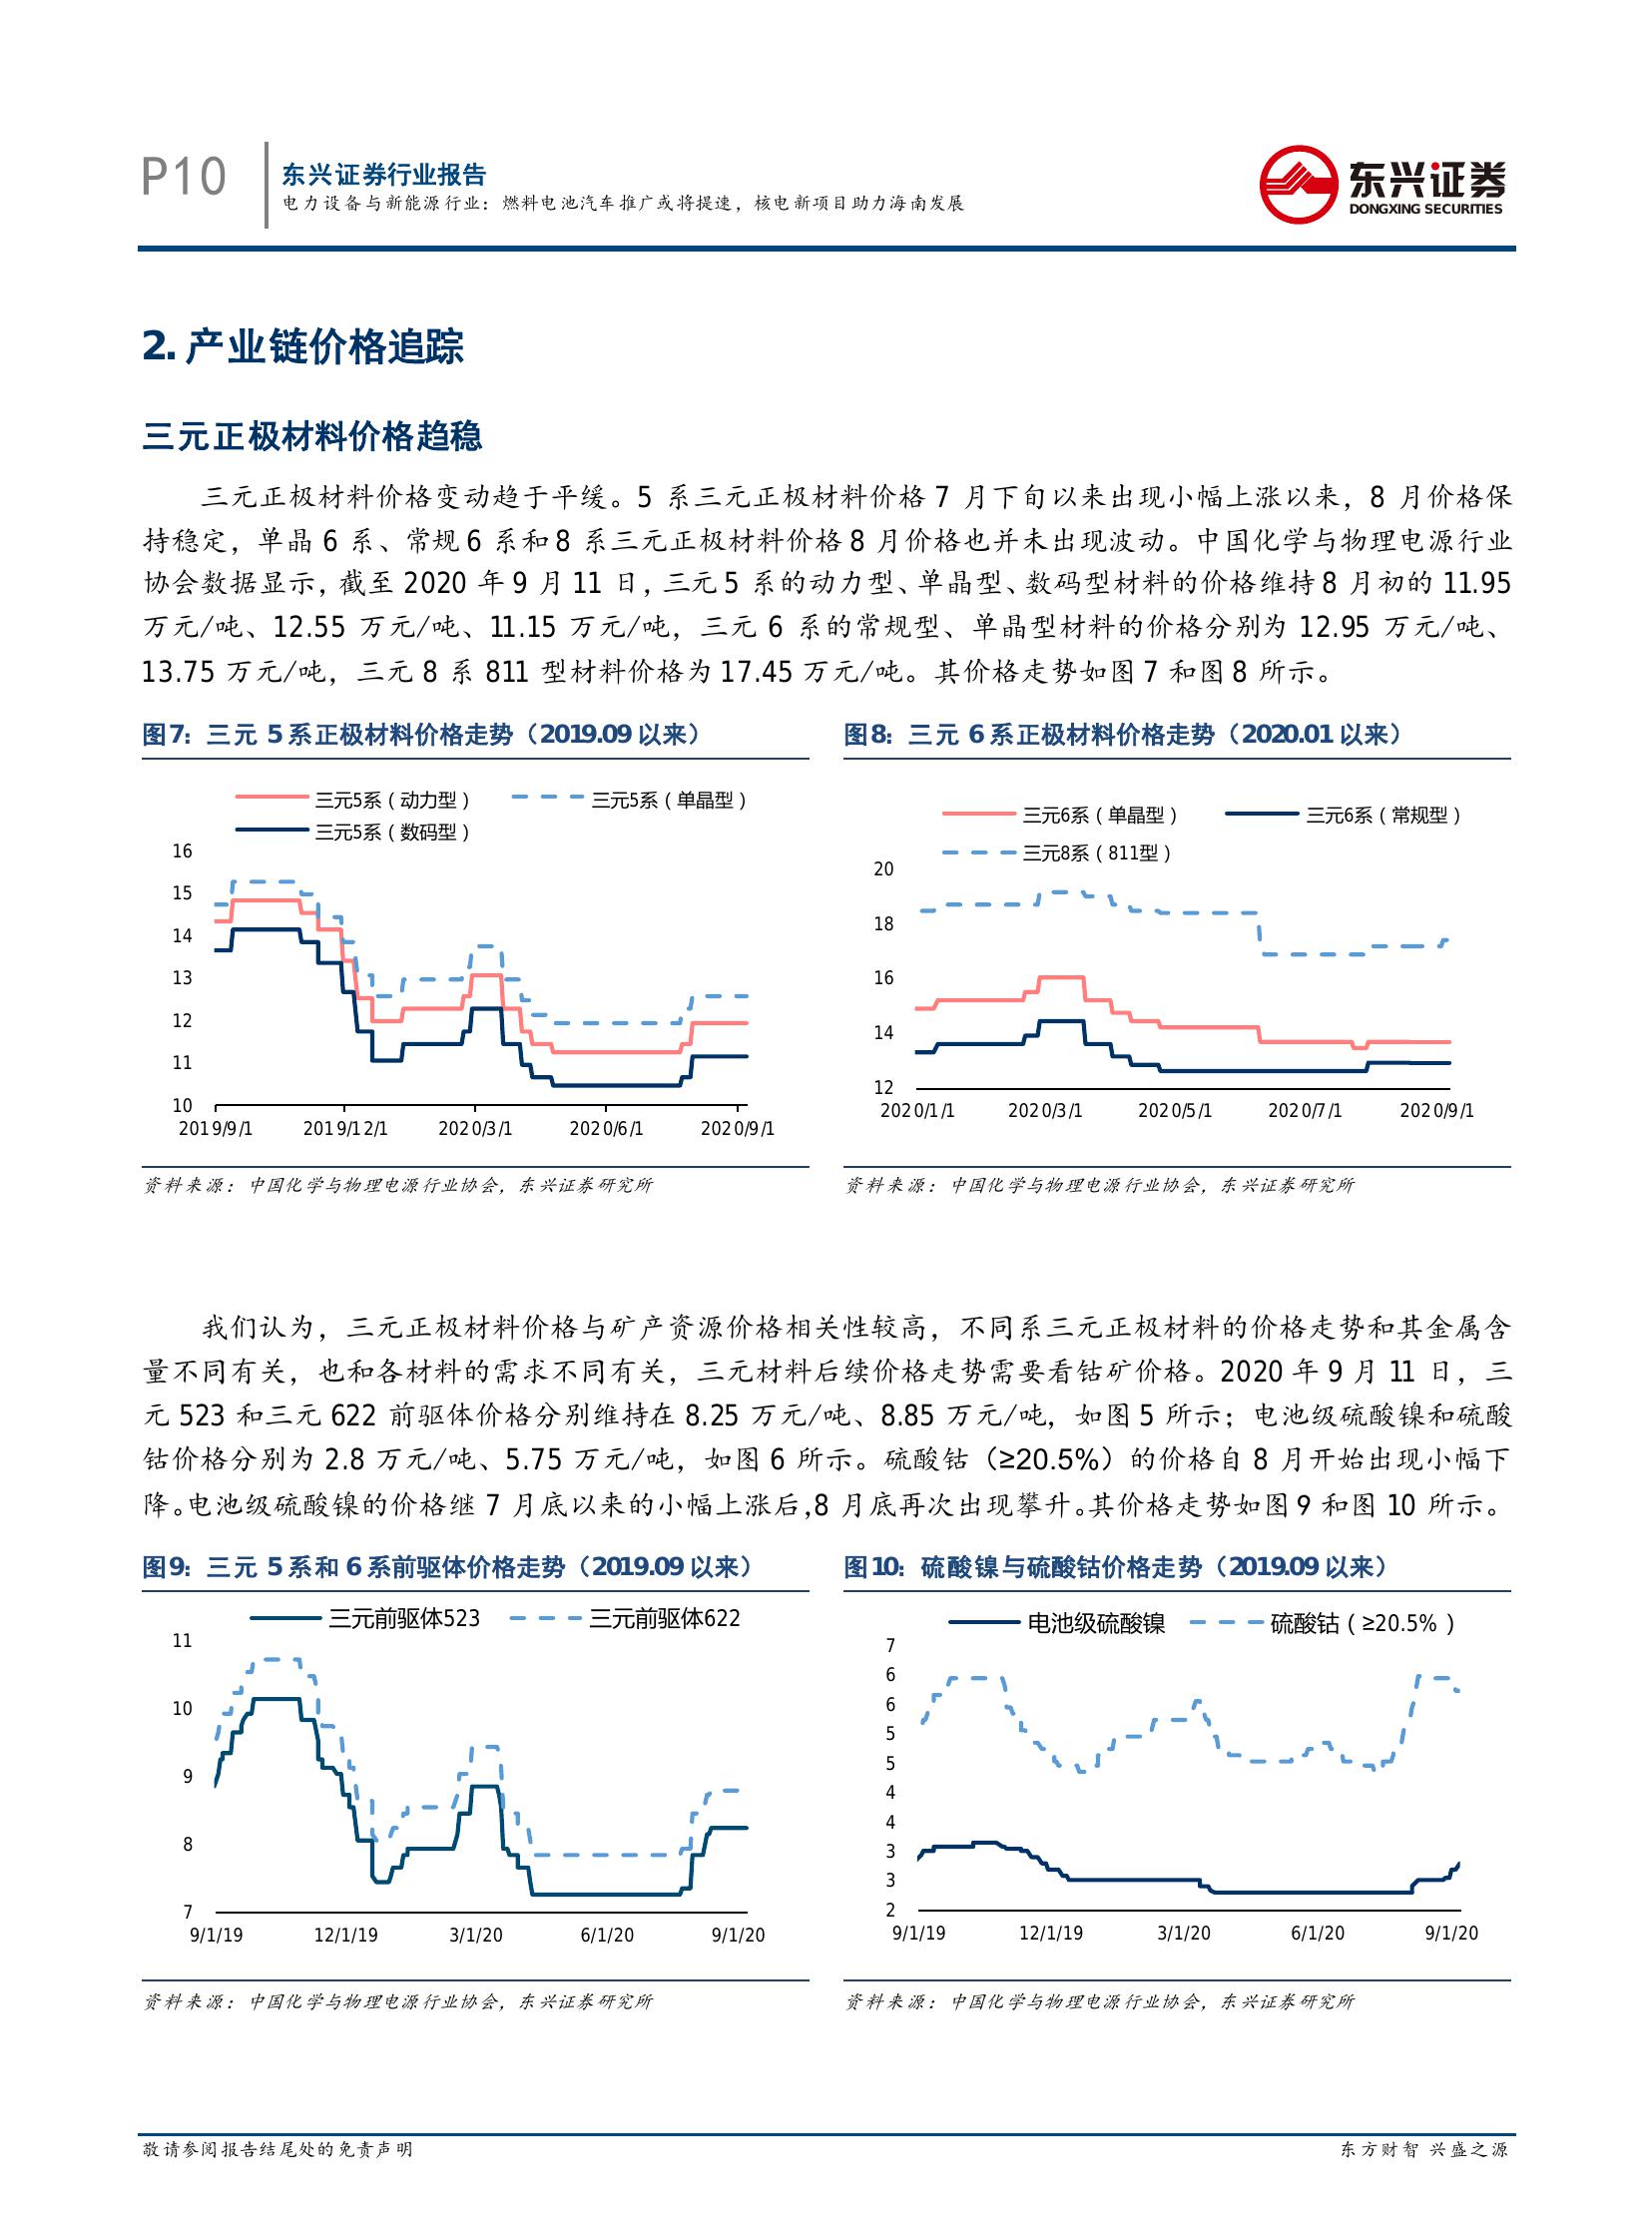 P10
东兴证券行业报告
电力设备与新能源行业：燃料电池汽车推广或将提速，核电新项目助力海南发展
东兴证券
DONGXING SECURITIES
2. 产业链价格追踪
三元正极材料价格趋稳
三元正极材料价格变动趋于平缓。5 系三元正极材料价格 7 月下旬以来出现小幅上涨以来，8 月价格保
持稳定，单晶 6 系、常规 6 系和 8 系三元正极材料价格 8 月价格也并未出现波动。中国化学与物理电源行业
协会数据显示，截至 2020 年 9 月 11 日，三元 5 系的动力型、单晶型、数码型材料的价格维持 8 月初的 11.95
万元/吨、12.55 万元/吨、11.15 万元/吨，三元 6 系的常规型、单晶型材料的价格分别为 12.95 万元/吨、
13.75 万元/吨，三元 8 系 811 型材料价格为 17.45 万元/吨。其价格走势如图 7 和图 8 所示。
图7：三元 5 系正极材料价格走势（2019.09 以来）
三元5系（动力型）
三元5系（单晶型）
三元5系（数码型）
16
15
14
13
12
11
10
2019/9/1 2019/12/1 2020/3/1 2020/6/1 2020/9/1
资料来源：中国化学与物理电源行业协会，东兴证券研究所
图8：三元 6 系正极材料价格走势（2020.01 以来）
三元6系（单晶型）
三元6系（常规型）
三元8系（811型）
20
18
16
14
12
2020/1/1 2020/3/1 2020/5/1 2020/7/1 2020/9/1
资料来源：中国化学与物理电源行业协会，东兴证券研究所
我们认为，三元正极材料价格与矿产资源价格相关性较高，不同系三元正极材料的价格走势和其金属含
量不同有关，也和各材料的需求不同有关，三元材料后续价格走势需要看钴矿价格。2020 年 9 月 11 日，三
元 523 和三元 622 前驱体价格分别维持在 8.25 万元/吨、8.85 万元/吨，如图 5 所示；电池级硫酸镍和硫酸
钴价格分别为 2.8 万元/吨、5.75 万元/吨，如图 6 所示。硫酸钴（≥20.5%）的价格自 8 月开始出现小幅下
降。电池级硫酸镍的价格继 7 月底以来的小幅上涨后,8 月底再次出现攀升。其价格走势如图 9 和图 10 所示。
图9：三元 5 系和 6 系前驱体价格走势（2019.09 以来）
三元前驱体523
三元前驱体622
11
10
9
8
7
9/1/19 12/1/19 3/1/20 6/1/20 9/1/20
资料来源：中国化学与物理电源行业协会，东兴证券研究所
图10：硫酸镍与硫酸钴价格走势（2019.09 以来）
电池级硫酸镍
硫酸钴（≥20.5%）
7
6
6
5
5
4
4
3
3
2
9/1/19 12/1/19 3/1/20 6/1/20 9/1/20
资料来源：中国化学与物理电源行业协会，东兴证券研究所
敬请参阅报告结尾处的免责声明
东方财智 兴盛之源